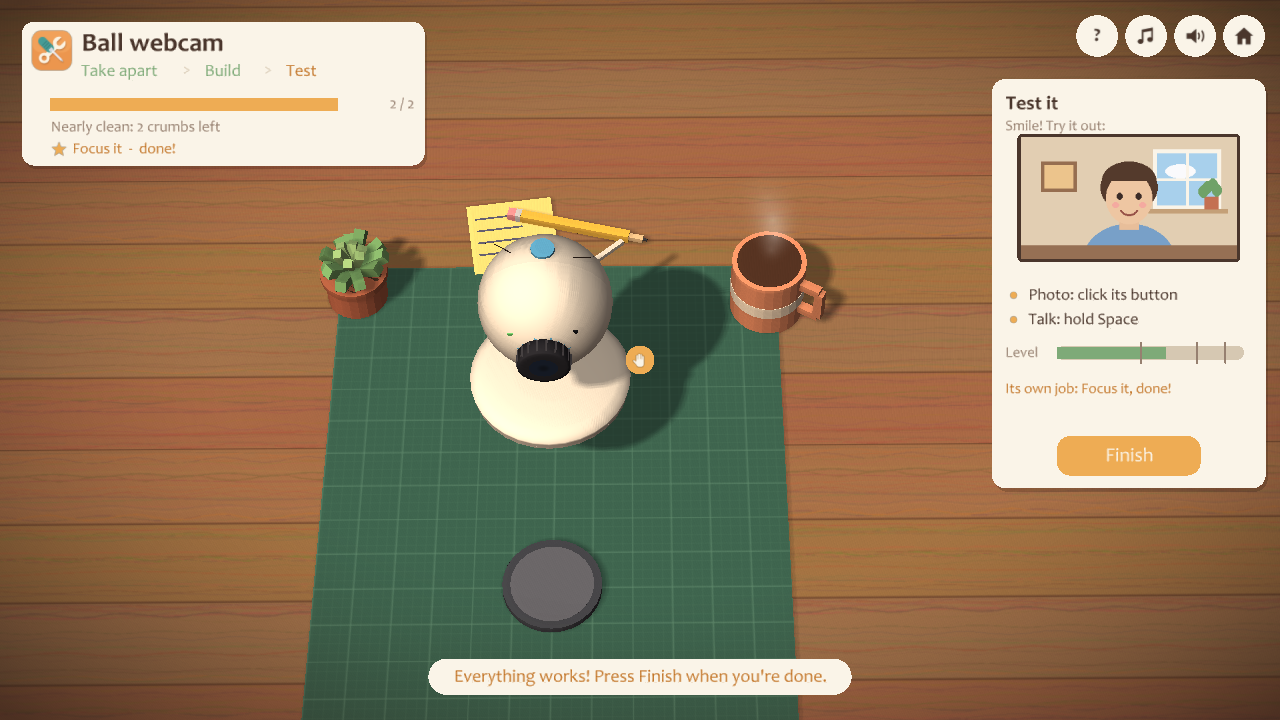 Ball webcam
Take apart > Build > Test
2 / 2
Nearly clean: 2 crumbs left
Focus it - done!
?
Test it
Smile! Try it out:
Photo: click its button
Talk: hold Space
Level
Its own job: Focus it, done!
Finish
Everything works! Press Finish when you're done.